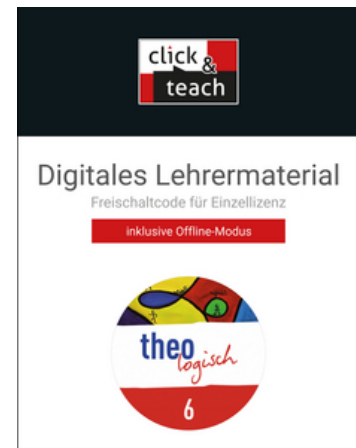 click &
teach
Digitales Lehrermaterial
Freischaltcode für Einzellizenz
inklusive Offline-Modus
theo
logisch
6